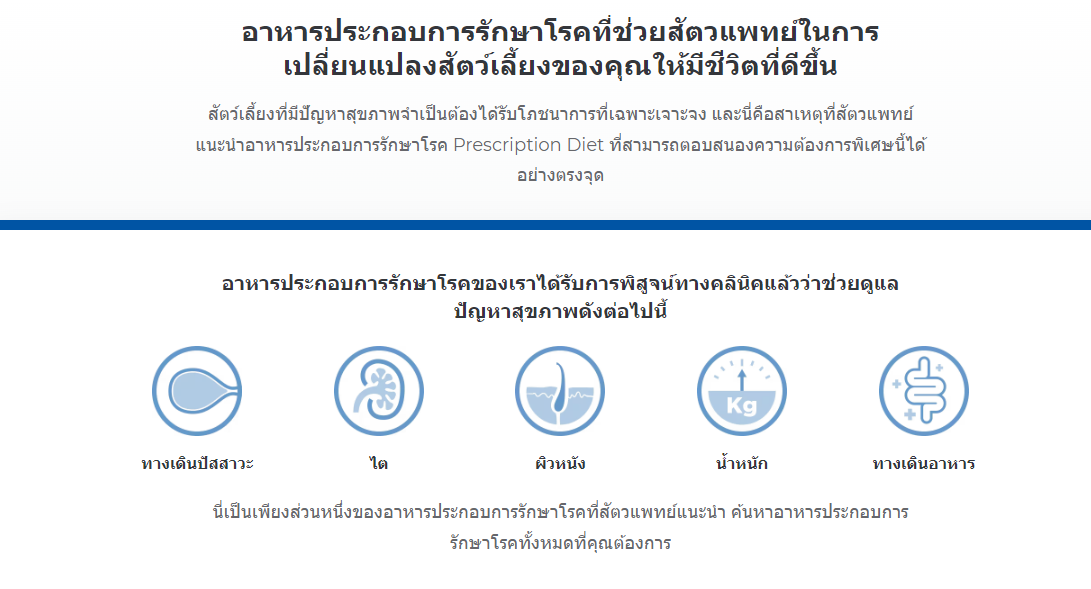 อาหารประกอบการรักษาโรคที่ช่วยสัตวแพทย์ในการ
เปลี่ยนแปลงสัตว์เลี้ยงของคุณให้มีชีวิตที่ดีขึ้น
สัตว์เลี้ยงที่มีปัญหาสุขภาพจำเป็นต้องได้รับโภชนาการที่เฉพาะเจาะจง และนี่คือสาเหตุที่สัตวแพทย์
แนะนำอาหารประกอบการรักษาโรค Prescription Diet ที่สามารถตอบสนองความต้องการพิเศษนี้ได้
อย่างตรงจุด
อาหารประกอบการรักษาโรคของเราได้รับการพิสูจน์ทางคลินิคแล้วว่าช่วยดูแล
ปัญหาสุขภาพดังต่อไปนี้
Kg
ทางเดินปัสสาวะ
ไต
ผิวหนัง
น้ำหนัก
ทางเดินอาหาร
นี่เป็นเพียงส่วนหนึ่งของอาหารประกอบการรักษาโรคที่สัตวแพทย์แนะนำ ค้นหาอาหารประกอบการ
รักษาโรคทั้งหมดที่คุณต้องการ